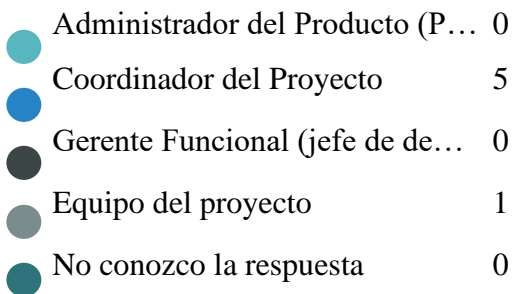 Administrador del Producto (P… 0
Coordinador del Proyecto 5
Gerente Funcional (jefe de de… 0
Equipo del proyecto 1
No conozco la respuesta 0